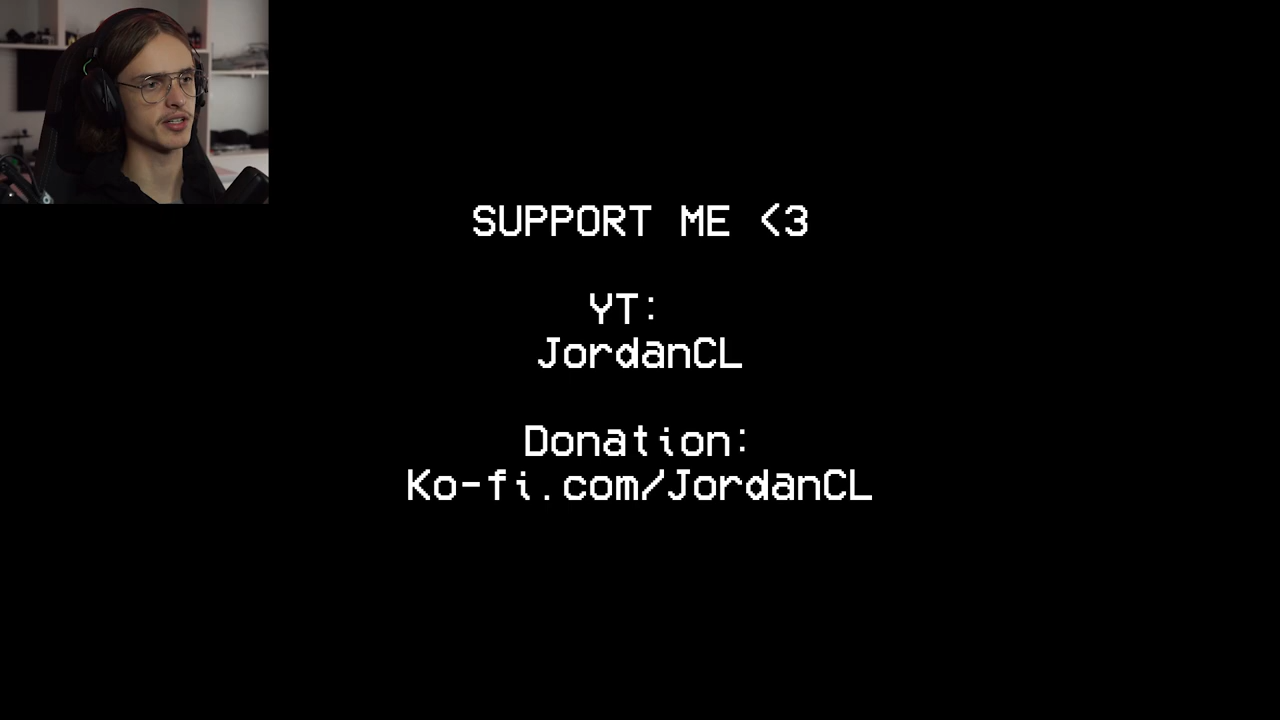 SUPPORT ME <3
YT:
JordanCL
Donation:
Ko-fi.com/JordanCL